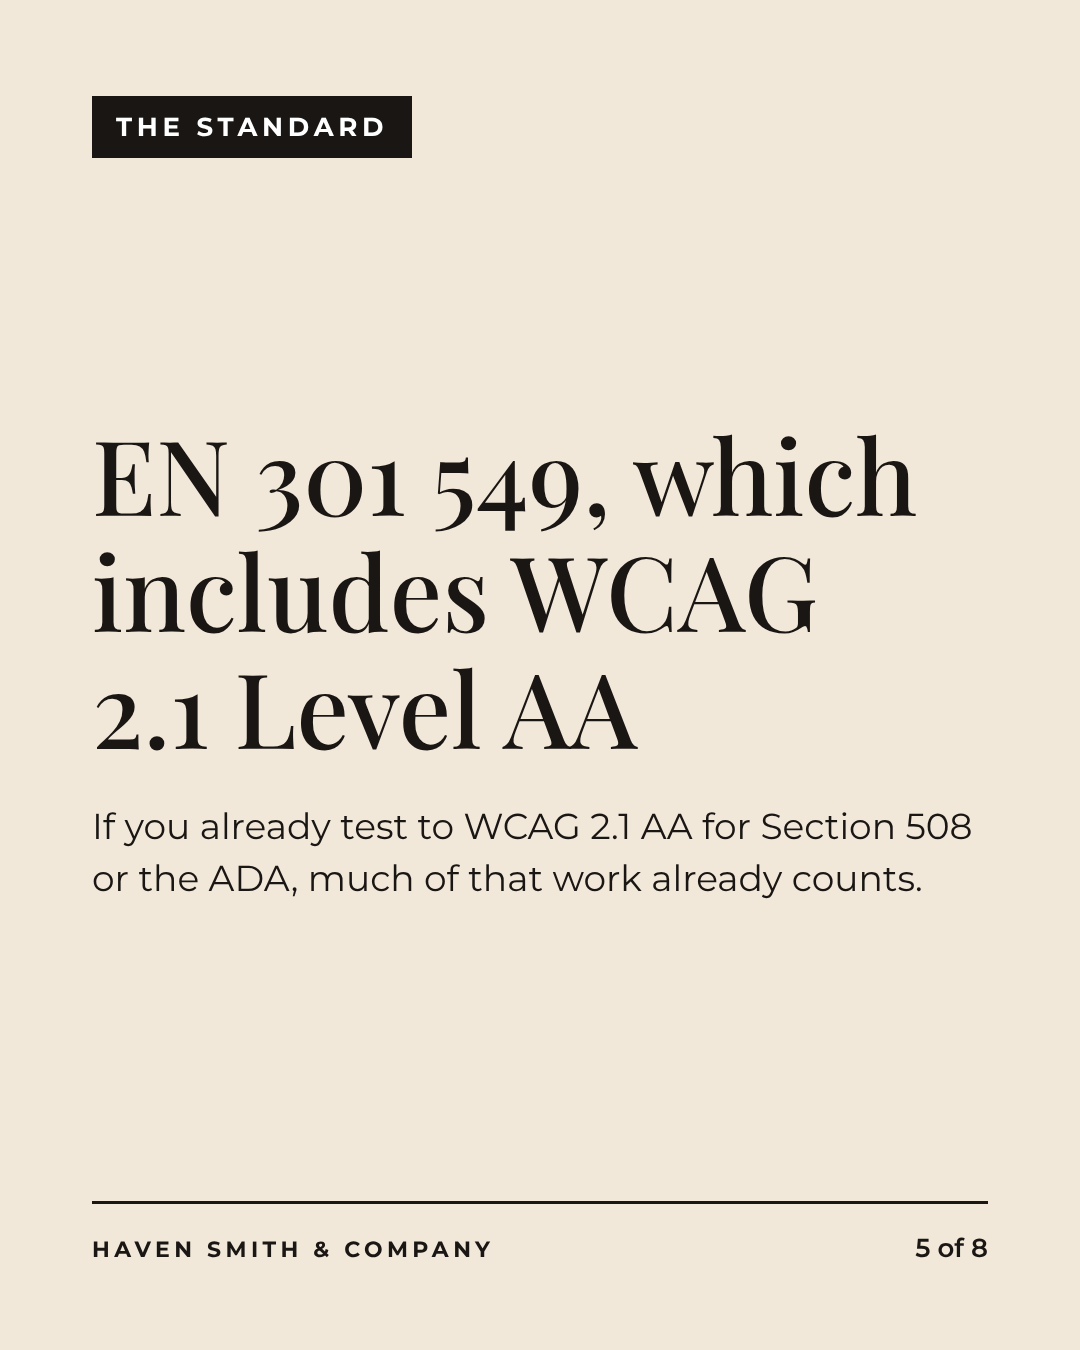 THE STANDARD
EN 301 549, which
includes WCAG
2.1 Level AA
If you already test to WCAG 2.1 AA for Section 508
or the ADA, much of that work already counts.
HAVEN SMITH & COMPANY
5 of 8